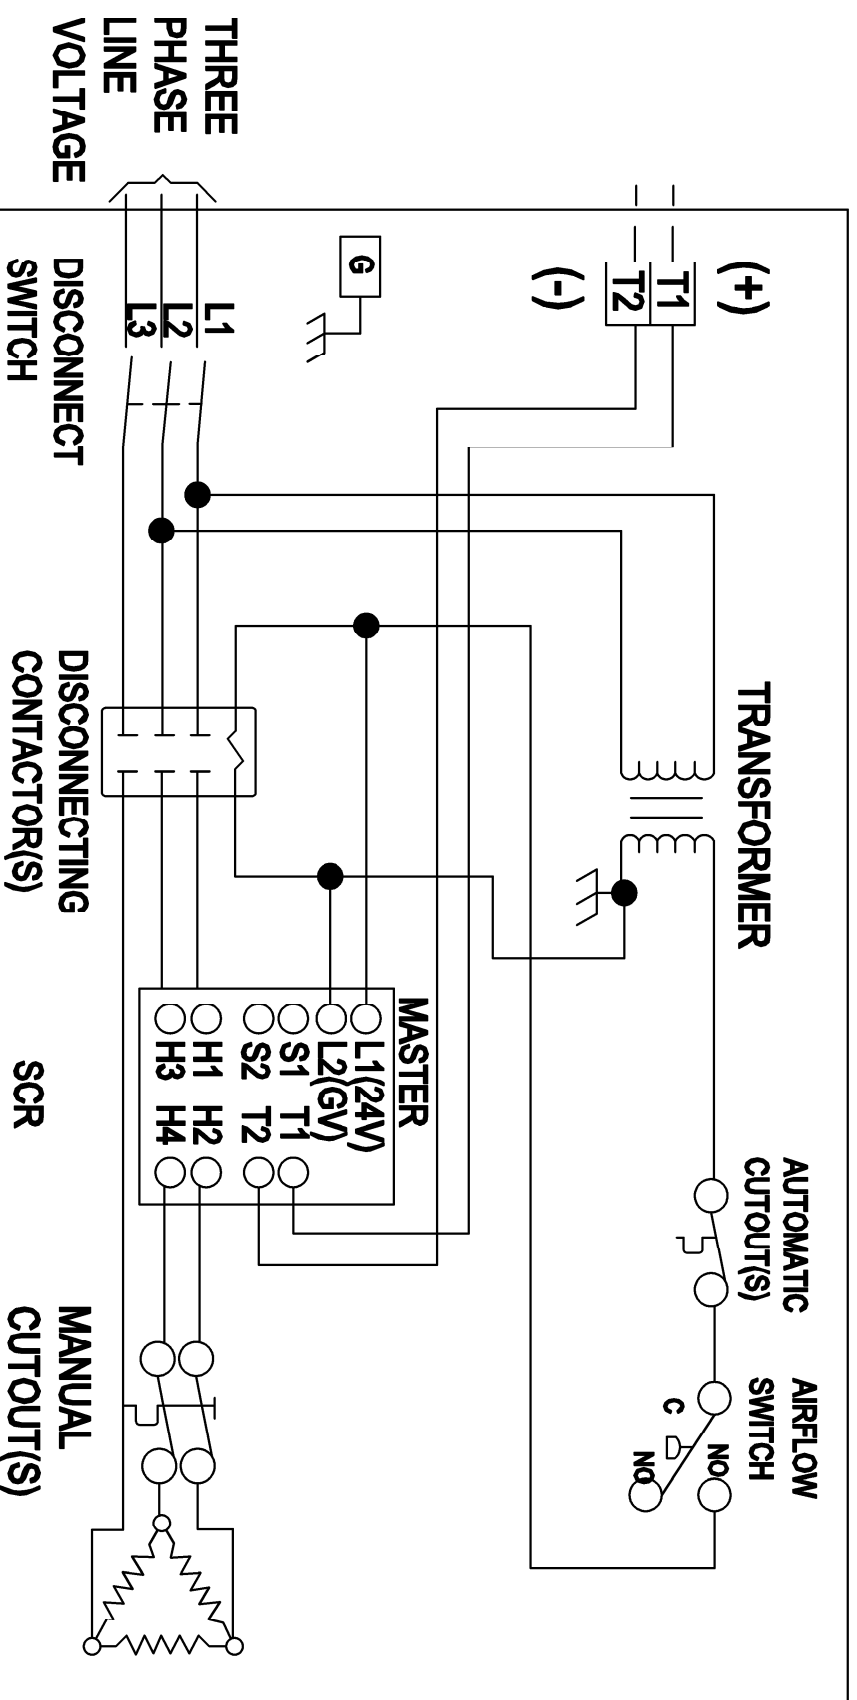 THREE
PHASE
LINE
VOLTAGE
(+)
T1
T2
(-)
G
L1
L2
L3
DISCONNECT
SWITCH
TRANSFORMER
DISCONNECTING
CONTACTOR(S)
MASTER
L1(24V)
L2(GV)
S1 T1
S2 T2
H1 H2
H3 H4
SCR
AUTOMATIC
CUTOUT(S)
AIRFLOW
SWITCH
C
NO
NO
MANUAL
CUTOUT(S)